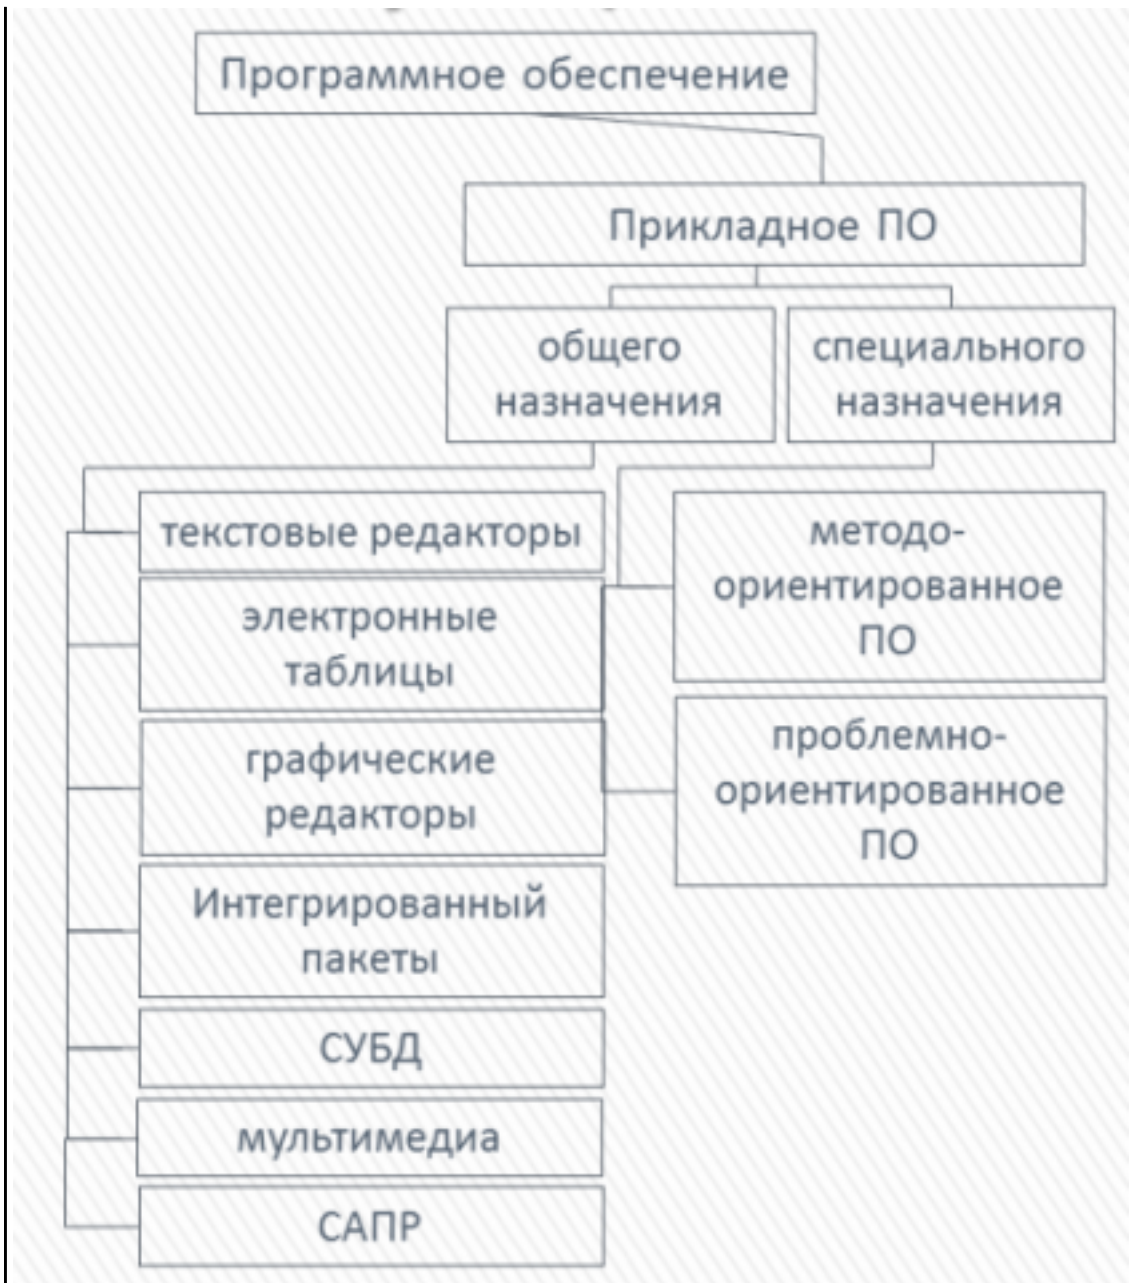 Программное обеспечение
Прикладное ПО
общего
назначения
специального
назначения
текстовые редакторы
электронные
таблицы
графические
редакторы
Интегрированный
пакеты
СУБД
мультимедиа
САПР
методо-
ориентированное
ПО
проблемно-
ориентированное
ПО